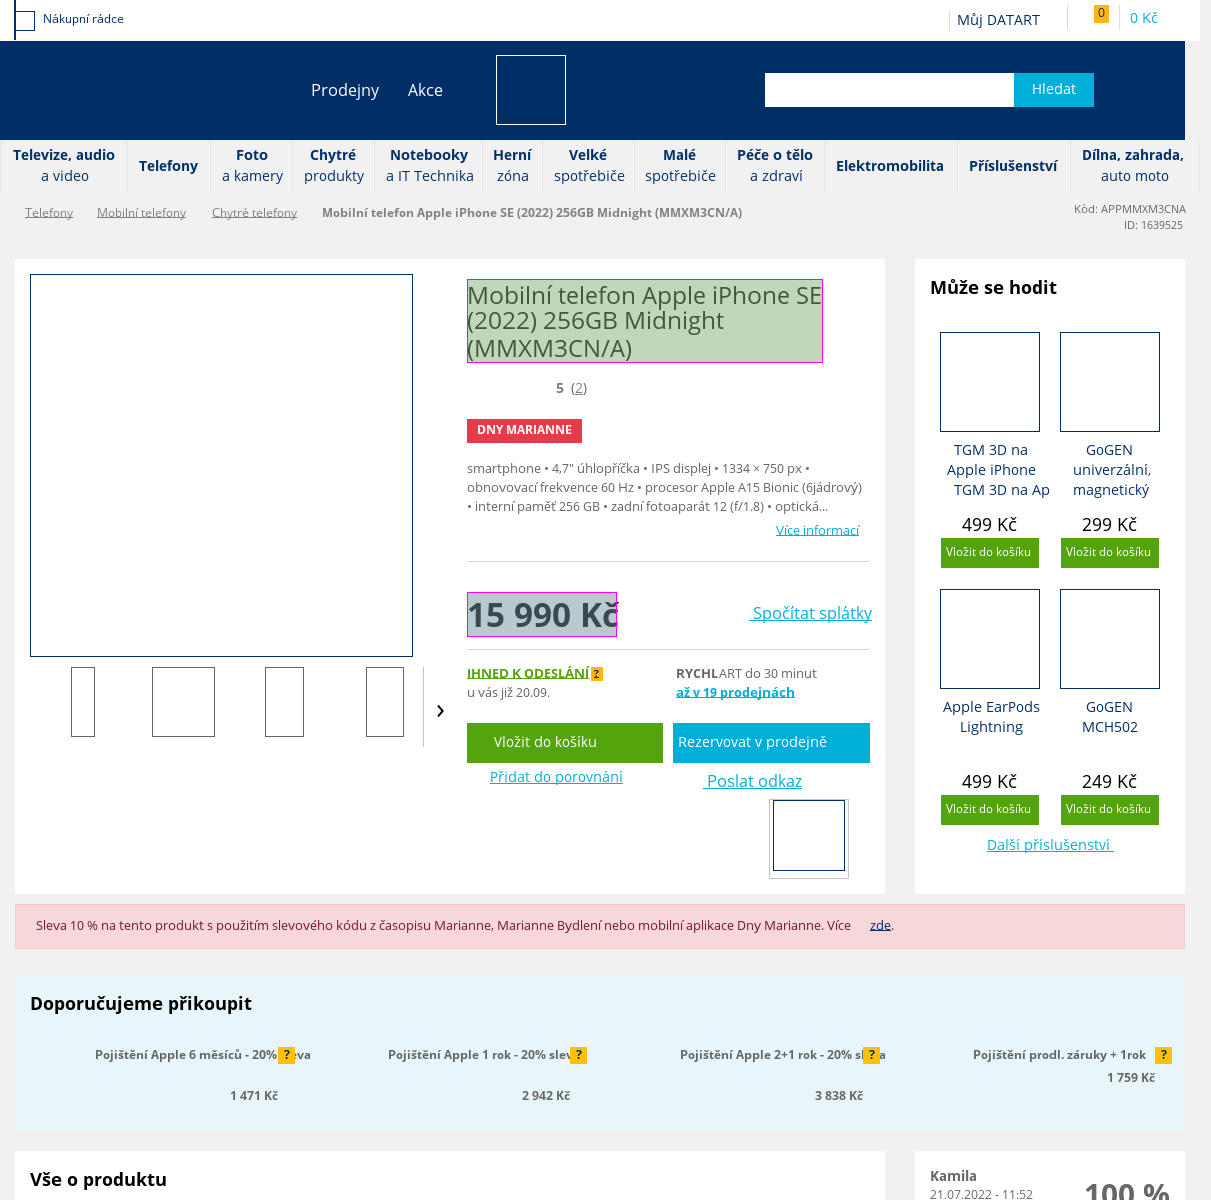 Nákupní rádce
Můj DATART
0
0 Kč
Prodejny
Akce
Hledat
Televize, audio
a video
Telefony
Foto
a kamery
Chytré
produkty
Notebooky
a IT Technika
Herní
zóna
Velké
spotřebiče
Malé
spotřebiče
Péče o tělo
a zdraví
Elektromobilita
Příslušenství
Dílna, zahrada,
auto moto
Telefony
Mobilní telefony
Chytré telefony
Mobilní telefon Apple iPhone SE (2022) 256GB Midnight (MMXM3CN/A)
Kód: APPMMXM3CNA
ID: 1639525
Mobilní telefon Apple iPhone SE
(2022) 256GB Midnight
(MMXM3CN/A)
5 (2)
DNY MARIANNE
smartphone • 4,7" úhlopříčka • IPS displej • 1334 × 750 px •
obnovovací frekvence 60 Hz • procesor Apple A15 Bionic (6jádrový)
• interní paměť 256 GB • zadní fotoaparát 12 (f/1.8) • optická...
Více informací
15 990 Kč
Spočítat splátky
IHNED K ODESLÁNÍ ?
u vás již 20.09.
RYCHLART do 30 minut
až v 19 prodejnách
Vložit do košíku
Rezervovat v prodejně
Přidat do porovnání
Poslat odkaz
Může se hodit
TGM 3D na
Apple iPhone
TGM 3D na Ap
499 Kč
Vložit do košíku
GoGEN
univerzální,
magnetický
299 Kč
Vložit do košíku
Apple EarPods
Lightning
499 Kč
Vložit do košíku
GoGEN
MCH502
249 Kč
Vložit do košíku
Další příslušenství
Sleva 10 % na tento produkt s použitím slevového kódu z časopisu Marianne, Marianne Bydlení nebo mobilní aplikace Dny Marianne. Více zde.
Doporučujeme přikoupit
Pojištění Apple 6 měsíců - 20% ?
1 471 Kč
Pojištění Apple 1 rok - 20% ?
2 942 Kč
Pojištění Apple 2+1 rok - 20% ?
3 838 Kč
Pojištění prodl. záruky + 1rok ?
1 759 Kč
Vše o produktu
Kamila
21.07.2022 - 11:52
100 %